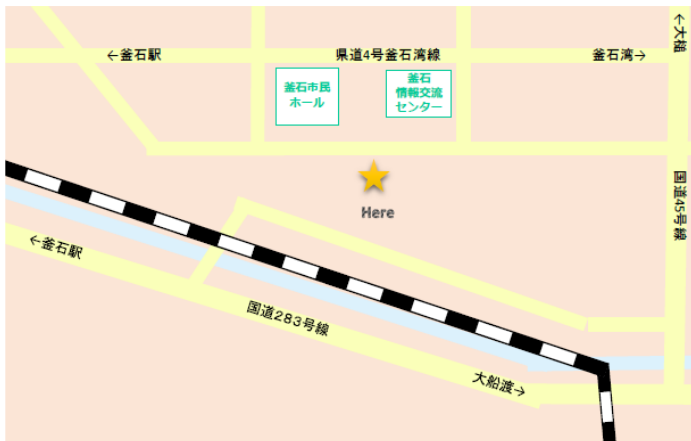 ←釜石駅
県道4号釜石湾線
釜石湾→
←大槌
釜石市民
ホール
釜石
情報交流
センター
国道45号線
Here
←釜石駅
国道283号線
大船渡→